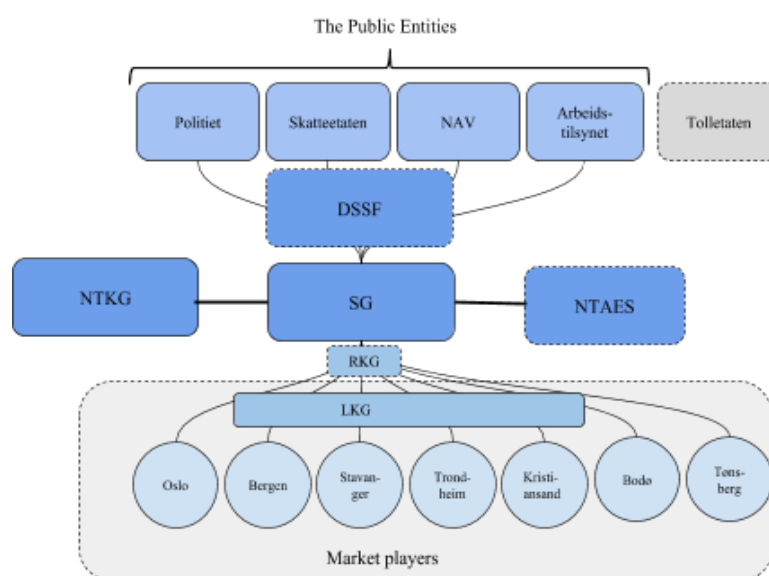 The Public Entities
Politiet
Skatteetaten
NAV
Arbeids-
tilsynet
Tolletaten
DSSF
NTKG
SG
NTAES
RKG
LKG
Oslo
Bergen
Stavan-
ger
Trond-
heim
Kristi-
ansand
Bodø
Tøns-
berg
Market players